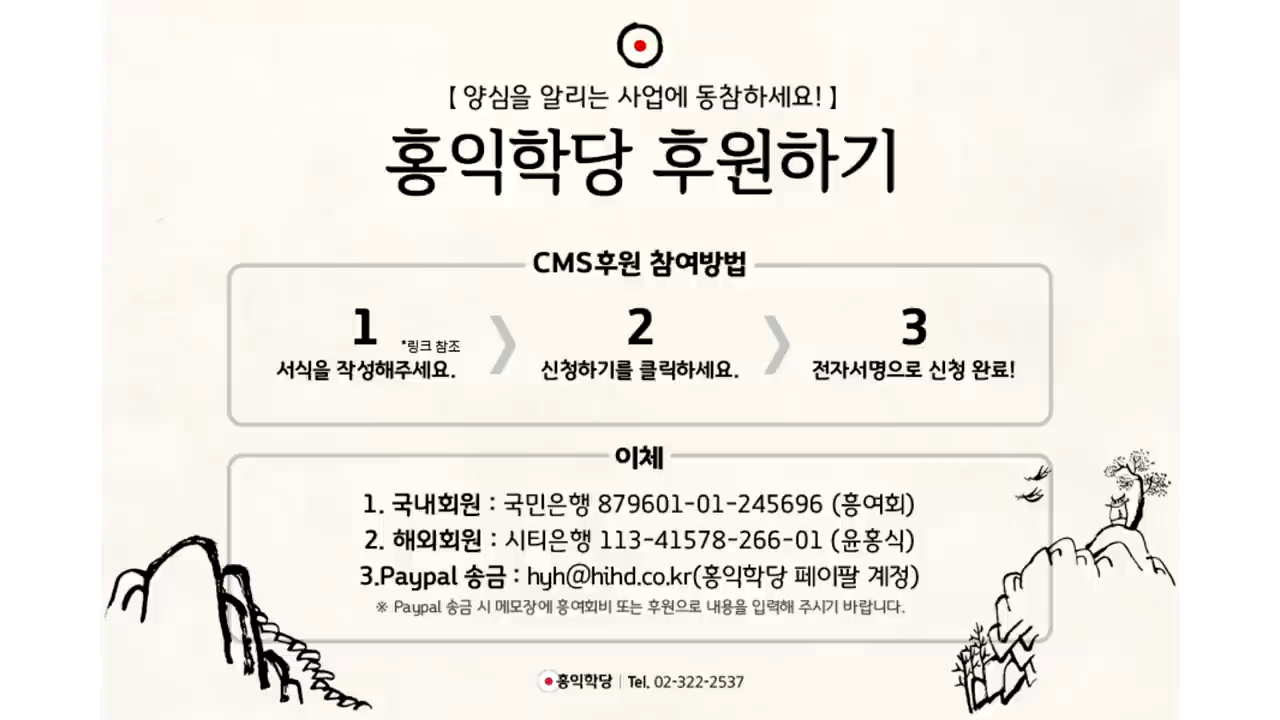 【 양심을 알리는 사업에 동참하세요! 】
홍익학당 후원하기
CMS후원 참여방법
1 *링크 참조
서식을 작성해주세요.
2
신청하기를 클릭하세요.
3
전자서명으로 신청 완료!
이체
1. 국내회원 : 국민은행 879601-01-245696 (흥여회)
2. 해외회원 : 시티은행 113-41578-266-01 (윤홍식)
3.Paypal 송금 : hyh@hihd.co.kr(홍익학당 페이팔 계정)
※ Paypal 송금 시 메모장에 흥여회비 또는 후원으로 내용을 입력해 주시기 바랍니다.
홍익학당 | Tel. 02-322-2537